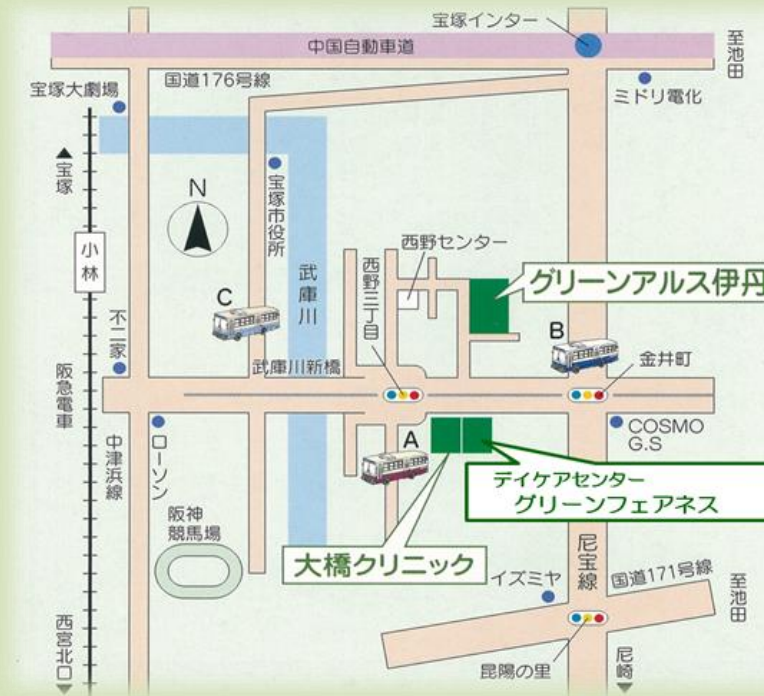 宝塚インター
中国自動車道
至池田
国道176号線
宝塚大劇場
ミドリ電化
▲宝塚
N
宝塚市役所
小林
西野センター
武庫川
西野三丁目
グリーンアルス伊丹
C
不二家
B
武庫川新橋
金井町
阪急電車
中津浜線
ローソン
A
COSMO
G.S
デイケアセンター
グリーンフェアネス
阪神
競馬場
大橋クリニック
尼宝線
イズミヤ
国道171号線
至池田
西宮北口▼
昆陽の里
尼崎▼